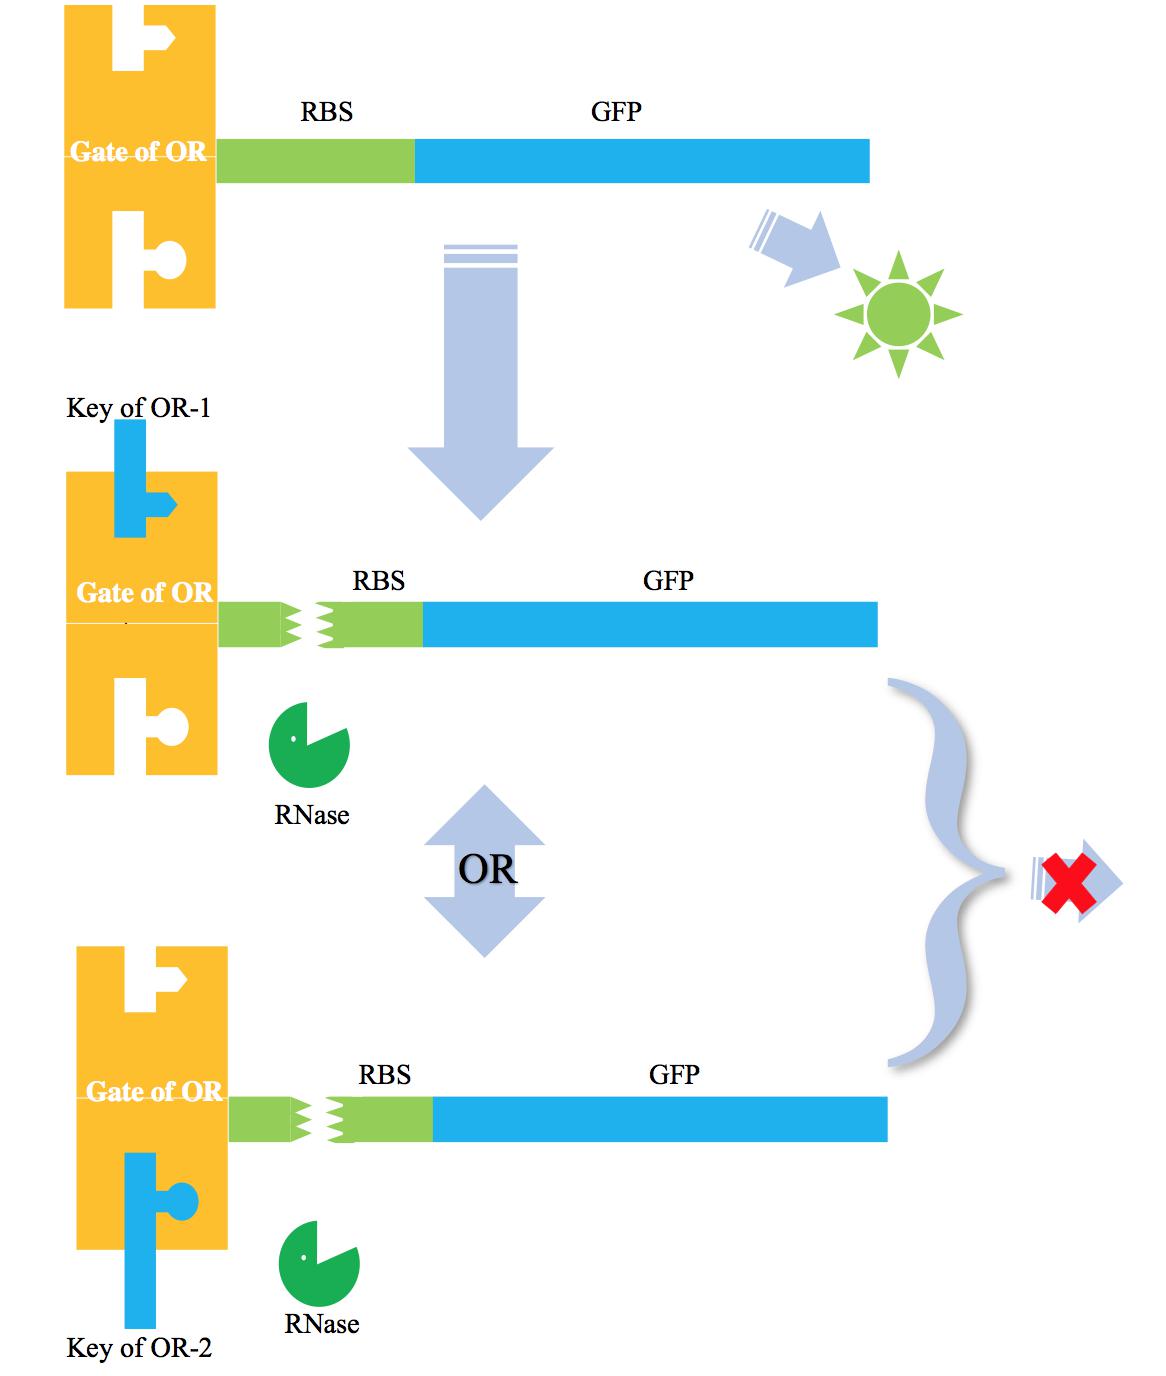 RBS
GFP
Gate of OR
Key of OR-1
RBS
GFP
Gate of OR
RNase
OR
RBS
GFP
Gate of OR
RNase
Key of OR-2